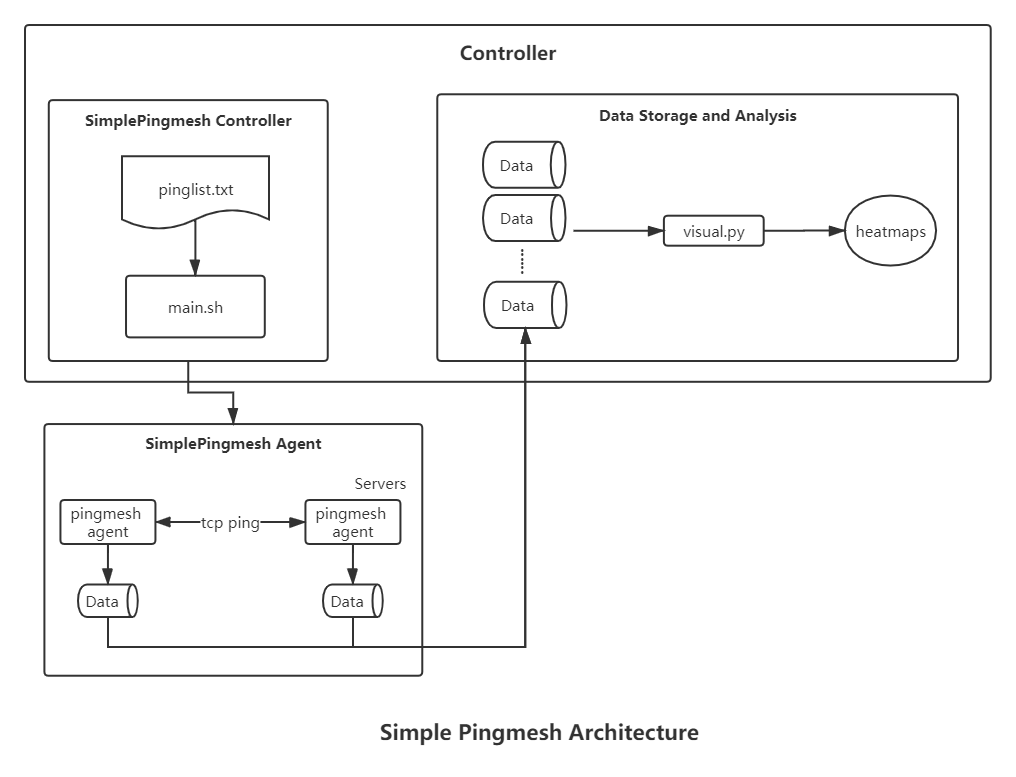 Controller
SimplePingmesh Controller
pinglist.txt
main.sh
Data Storage and Analysis
Data
Data
Data
visual.py
heatmaps
SimplePingmesh Agent
Servers
pingmesh
agent
tcp ping
pingmesh
agent
Data
Data
Simple Pingmesh Architecture